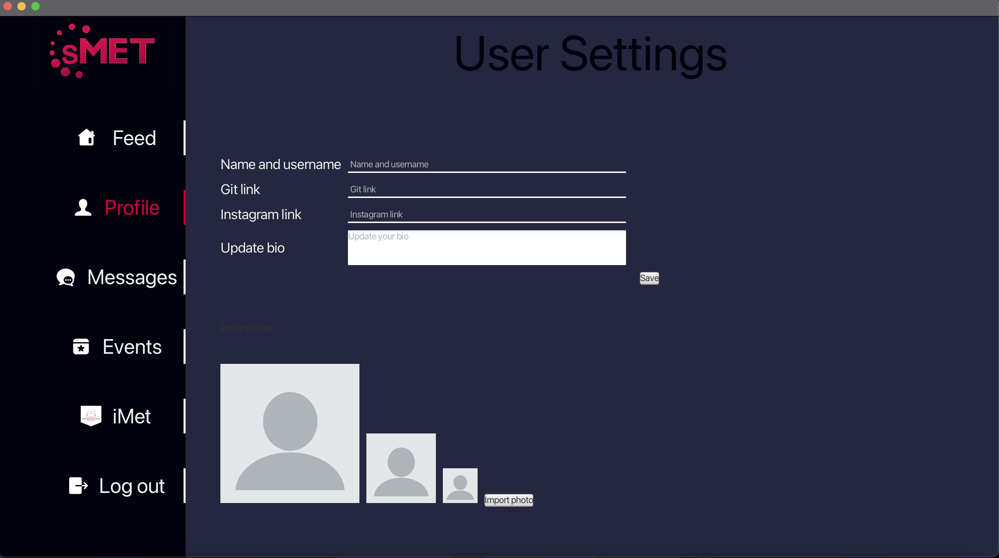 sMET
User Settings
Feed
Profile
Messages
Events
iMet
Log out
Name and username
Name and username
Git link
Git link
Instagram link
Instagram link
Update bio
Update your bio
Save
Profile picture:
METROPOLITAN
Import photo